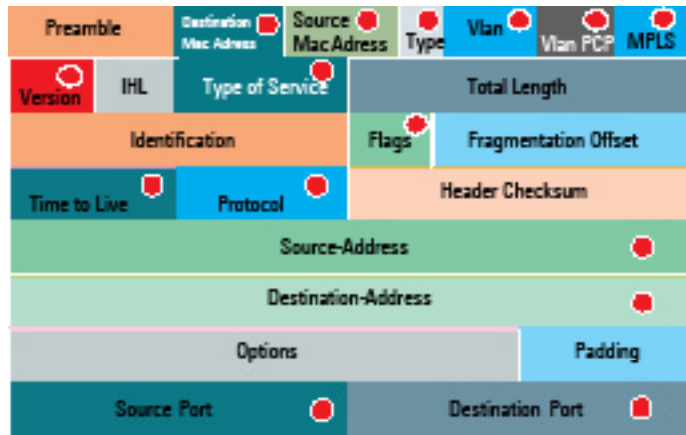 Preamble
Destination
Mac Adress
Source
Mac Adress
Type
Vlan
Vlan PCP
MPLS
Version
IHL
Type of Service
Total Length
Identification
Flags
Fragmentation Offset
Time to Live
Protocol
Header Checksum
Source-Address
Destination-Address
Options
Padding
Source Port
Destination Port